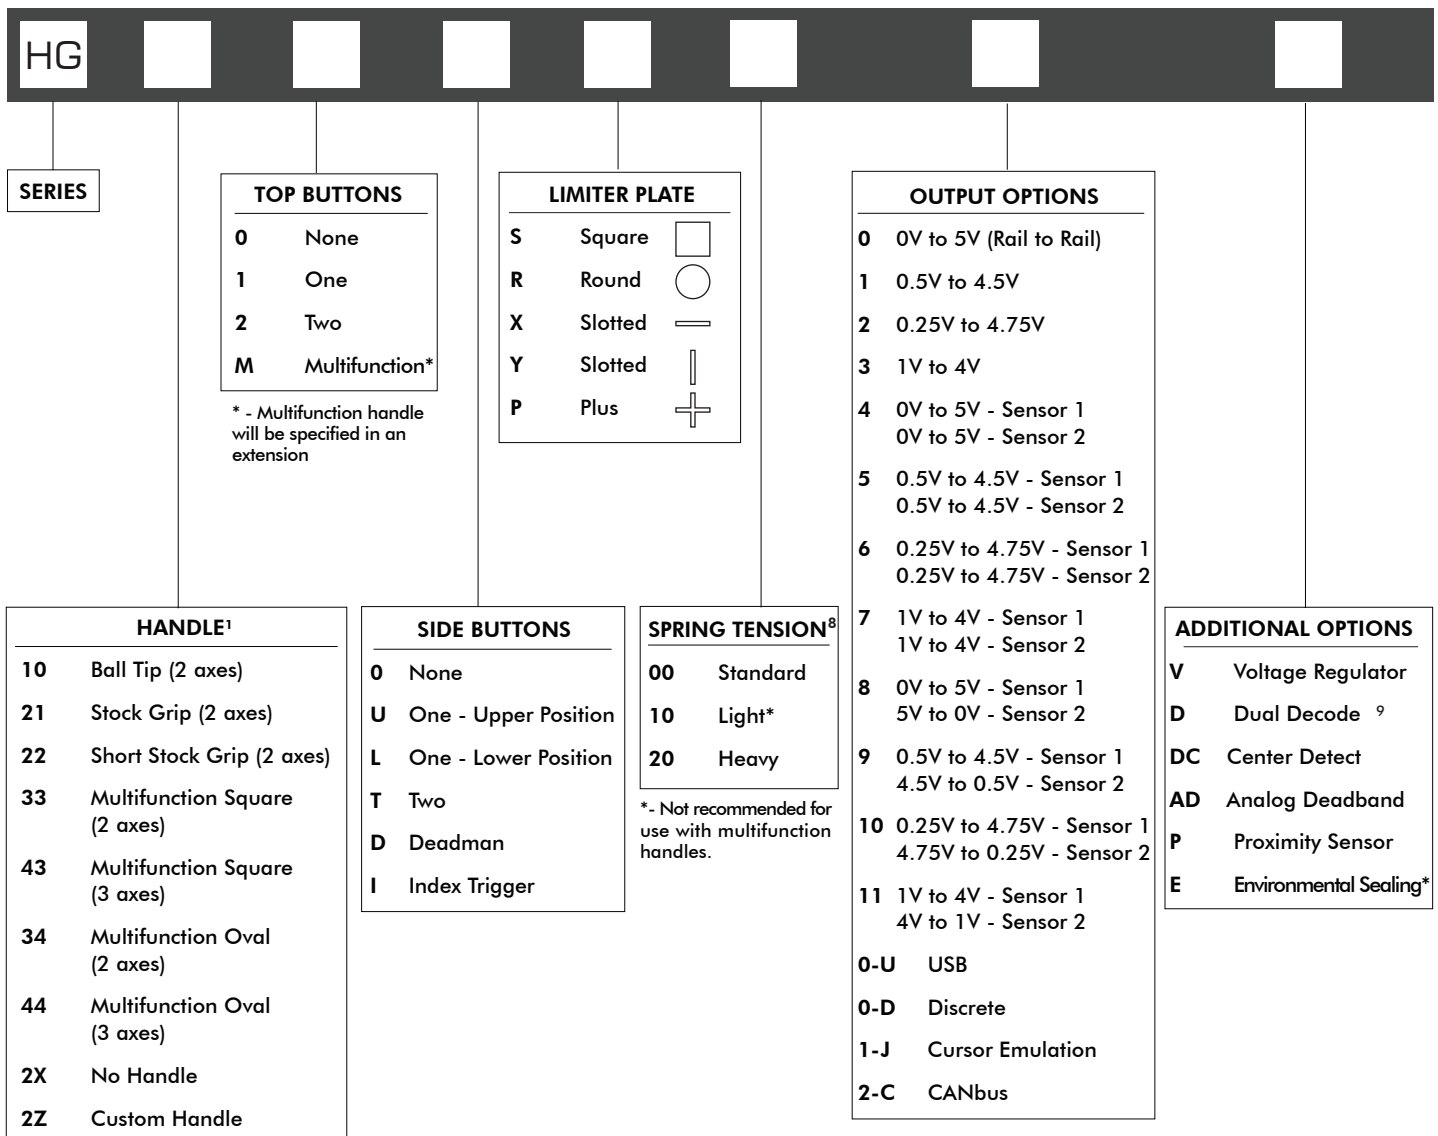 HG
SERIES
TOP BUTTONS
0 None
1 One
2 Two
M Multifunction*
* - Multifunction handle
will be specified in an
extension
LIMITER PLATE
S Square
R Round
X Slotted
Y Slotted
P Plus
OUTPUT OPTIONS
0 0V to 5V (Rail to Rail)
1 0.5V to 4.5V
2 0.25V to 4.75V
3 1V to 4V
4 0V to 5V - Sensor 1
0V to 5V - Sensor 2
5 0.5V to 4.5V - Sensor 1
0.5V to 4.5V - Sensor 2
6 0.25V to 4.75V - Sensor 1
0.25V to 4.75V - Sensor 2
7 1V to 4V - Sensor 1
1V to 4V - Sensor 2
8 0V to 5V - Sensor 1
5V to 0V - Sensor 2
9 0.5V to 4.5V - Sensor 1
4.5V to 0.5V - Sensor 2
10 0.25V to 4.75V - Sensor 1
4.75V to 0.25V - Sensor 2
11 1V to 4V - Sensor 1
4V to 1V - Sensor 2
0-U USB
0-D Discrete
1-J Cursor Emulation
2-C CANbus
HANDLE¹
10 Ball Tip (2 axes)
21 Stock Grip (2 axes)
22 Short Stock Grip (2 axes)
33 Multifunction Square
(2 axes)
43 Multifunction Square
(3 axes)
34 Multifunction Oval
(2 axes)
44 Multifunction Oval
(3 axes)
2X No Handle
2Z Custom Handle
SIDE BUTTONS
0 None
U One - Upper Position
L One - Lower Position
T Two
D Deadman
I Index Trigger
SPRING TENSION⁸
00 Standard
10 Light*
20 Heavy
*- Not recommended for
use with multifunction
handles.
ADDITIONAL OPTIONS
V Voltage Regulator
D Dual Decode ⁹
DC Center Detect
AD Analog Deadband
P Proximity Sensor
E Environmental Sealing*